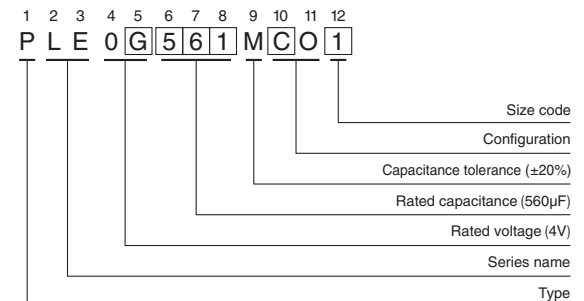 1 2 3 4 5 6 7 8 9 10 11 12
P L E 0 G 5 6 1 M C O 1
Size code
Configuration
Capacitance tolerance (±20%)
Rated capacitance (560µF)
Rated voltage (4V)
Series name
Type